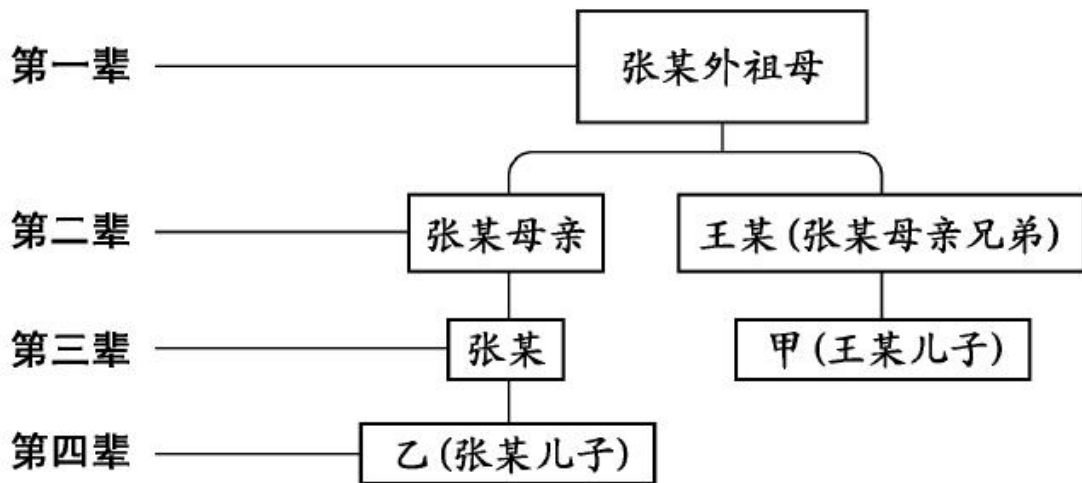 第一辈 张某外祖母
第二辈 张某母亲 王某(张某母亲兄弟)
第三辈 张某 甲(王某儿子)
第四辈 乙(张某儿子)